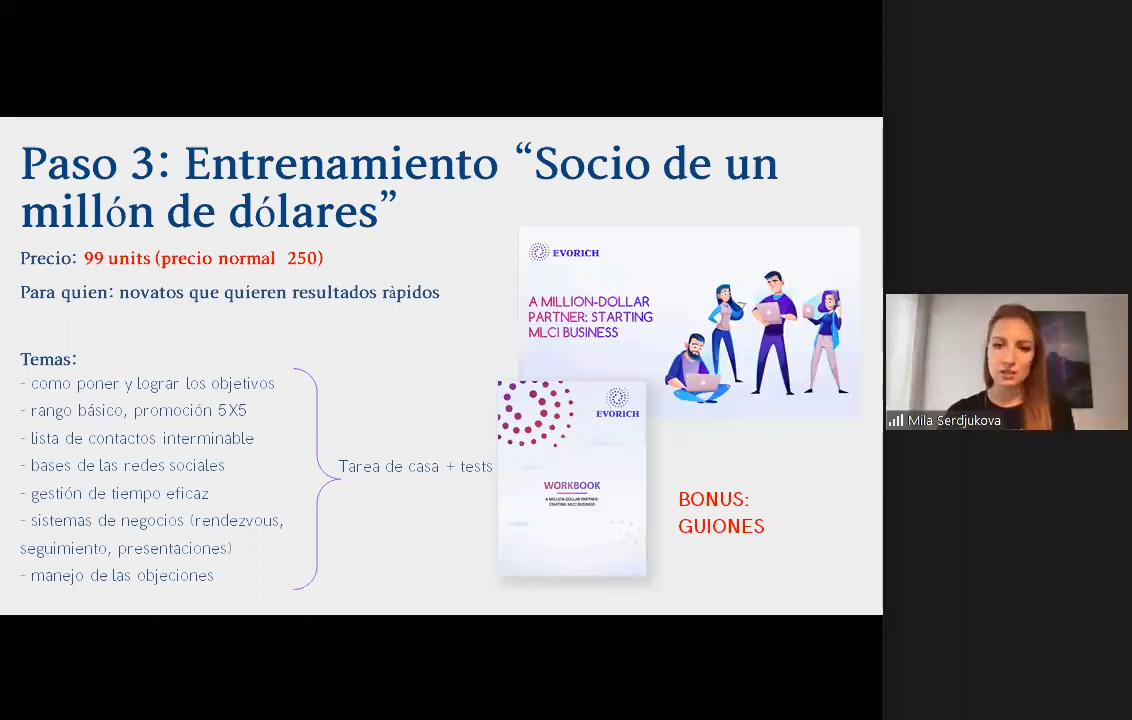 Paso 3: Entrenamiento “Socio de un
millón de dólares”
Precio: 99 units (precio normal 250)
Para quien: novatos que quieren resultados ràpidos
Temas:
- como poner y lograr los objetivos
- rango básico, promoción 5X5
- lista de contactos interminable
- bases de las redes sociales
- gestión de tiempo eficaz
- sistemas de negocios (rendezvous,
seguimiento, presentaciones)
- manejo de las objeciones
Tarea de casa + tests
EVORICH
A MILLION-DOLLAR
PARTNER: STARTING
MLCI BUSINESS
EVORICH
WORKBOOK
A MILLION-DOLLAR PARTNER:
STARTING MLCI BUSINESS
BONUS:
GUIONES
Mila Serdjukova